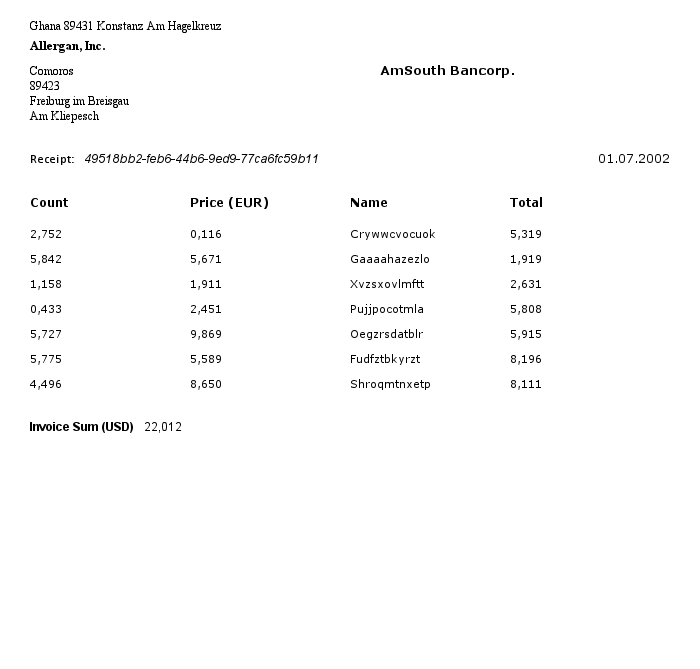 Ghana 89431 Konstanz Am Hagelkreuz
Allergan, Inc.
Comoros
AmSouth Bancorp.
89423
Freiburg im Breisgau
Am Kliepesch
Receipt: 49518bb2-feb6-44b6-9ed9-77ca6fc59b11 01.07.2002
Count Price (EUR) Name Total
2,752 0,116 Crywwcvocuok 5,319
5,842 5,671 Gaaaahazezlo 1,919
1,158 1,911 Xvzsxovlmftt 2,631
0,433 2,451 Pujjpocotmla 5,808
5,727 9,869 Oegzrsdatblr 5,915
5,775 5,589 Fudfztbkyrzt 8,196
4,496 8,650 Shroqmtnxetp 8,111
Invoice Sum (USD) 22,012